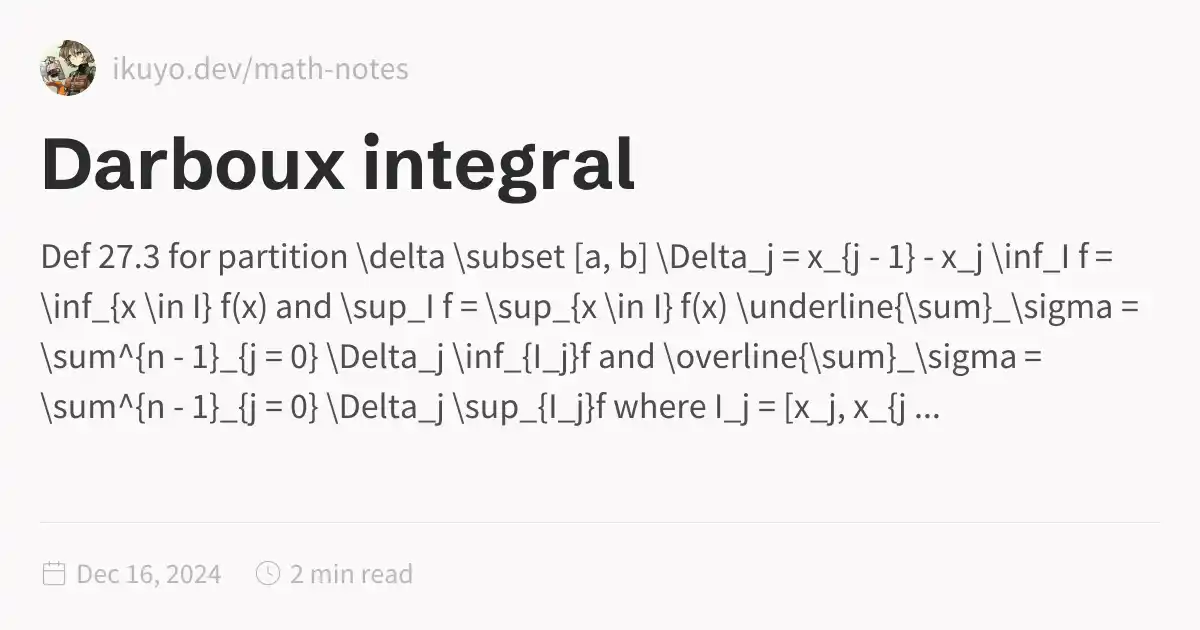 ikuyo.dev/math-notes
Darboux integral
Def 27.3 for partition \delta \subset [a, b] \Delta_j = x_{j - 1} - x_j \inf_I f =
\inf_{x \in I} f(x) and \sup_I f = \sup_{x \in I} f(x) \underline{\sum}_\sigma =
\sum^{n - 1}_{j = 0} \Delta_j \inf_{I_j}f and \overline{\sum}_\sigma =
\sum^{n - 1}_{j = 0} \Delta_j \sup_{I_j}f where I_j = [x_j, x_{j ...
Dec 16, 2024 2 min read